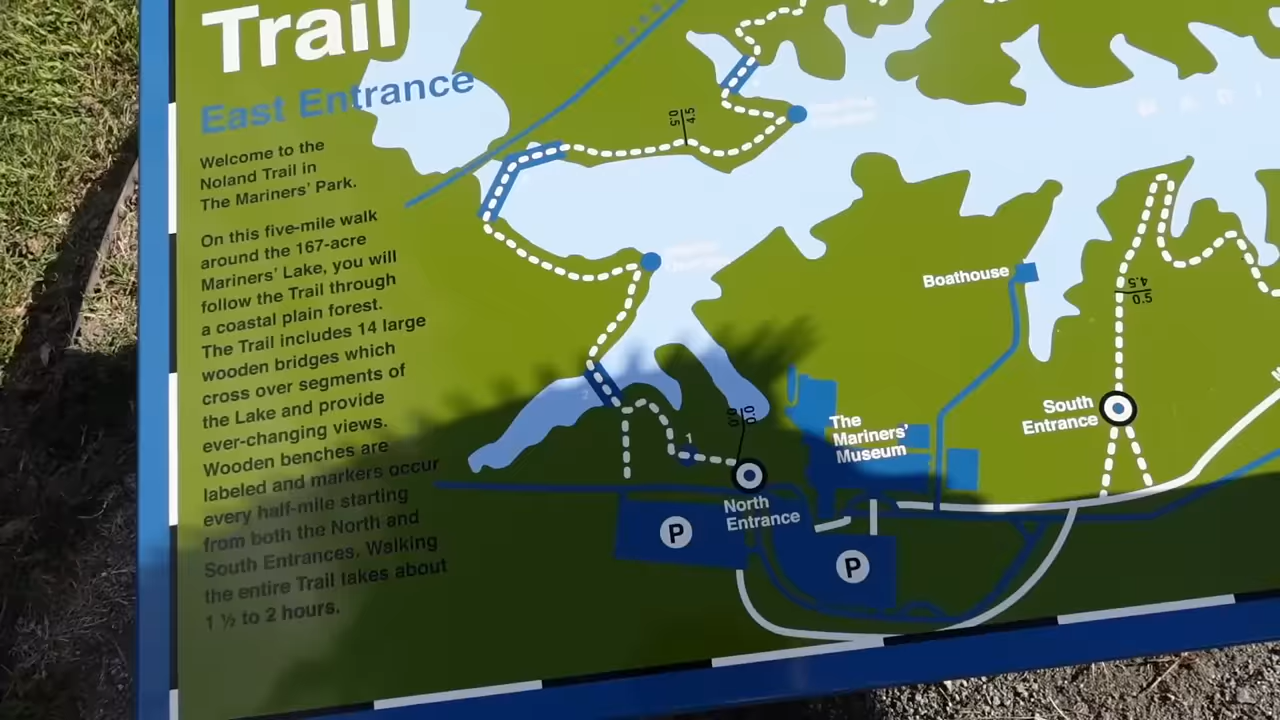 Trail
East Entrance
Welcome to the
Noland Trail in
The Mariners' Park.
On this five-mile walk
around the 167-acre
Mariners' Lake, you will
follow the Trail through
a coastal plain forest.
The Trail includes 14 large
wooden bridges which
cross over segments of
the Lake and provide
ever-changing views.
Wooden benches are
labeled and markers occur
every half-mile starting
from both the North and
South Entrances. Walking
the entire Trail takes about
1 ½ to 2 hours.
0.5
4.5
Boathouse
4.5
0.5
The
Mariners'
Museum
South
Entrance
0.0
1
2
North
Entrance
P
P